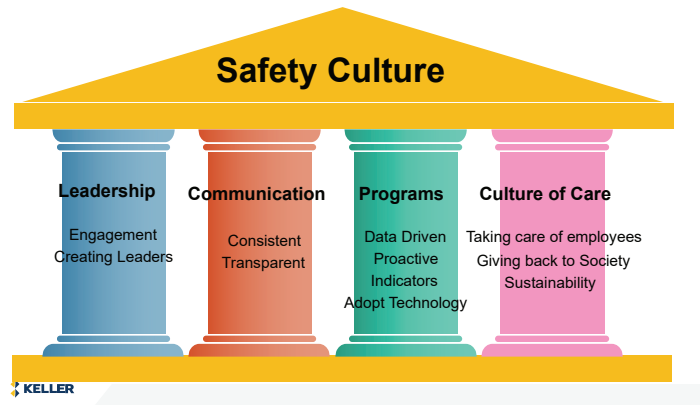 Safety Culture
Leadership
Engagement
Creating Leaders
Communication
Consistent
Transparent
Programs
Data Driven
Proactive
Indicators
Adopt Technology
Culture of Care
Taking care of employees
Giving back to Society
Sustainability
KELLER